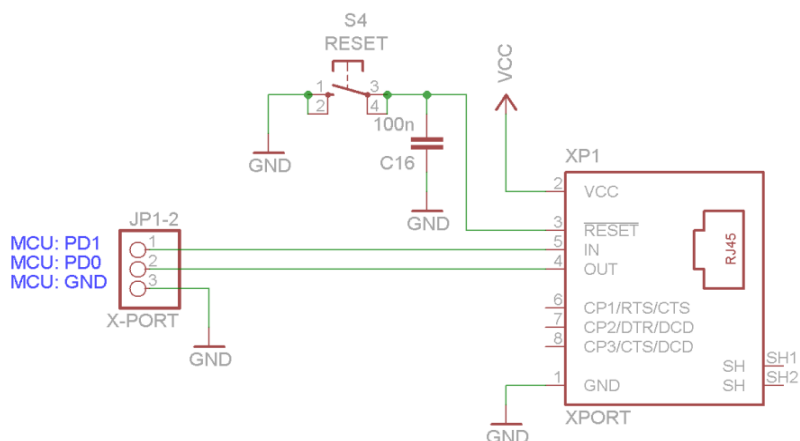 S4
RESET
1
3
2
4
100n
C16
GND
GND
VCC
XP1
2
VCC
3
RESET
5
IN
4
OUT
RJ45
6
CP1/RTS/CTS
7
CP2/DTR/DCD
8
CP3/CTS/DCD
SH
SH1
SH
SH2
1
GND
XPORT
GND
JP1-2
MCU: PD1
1
MCU: PD0
2
MCU: GND
3
X-PORT
GND